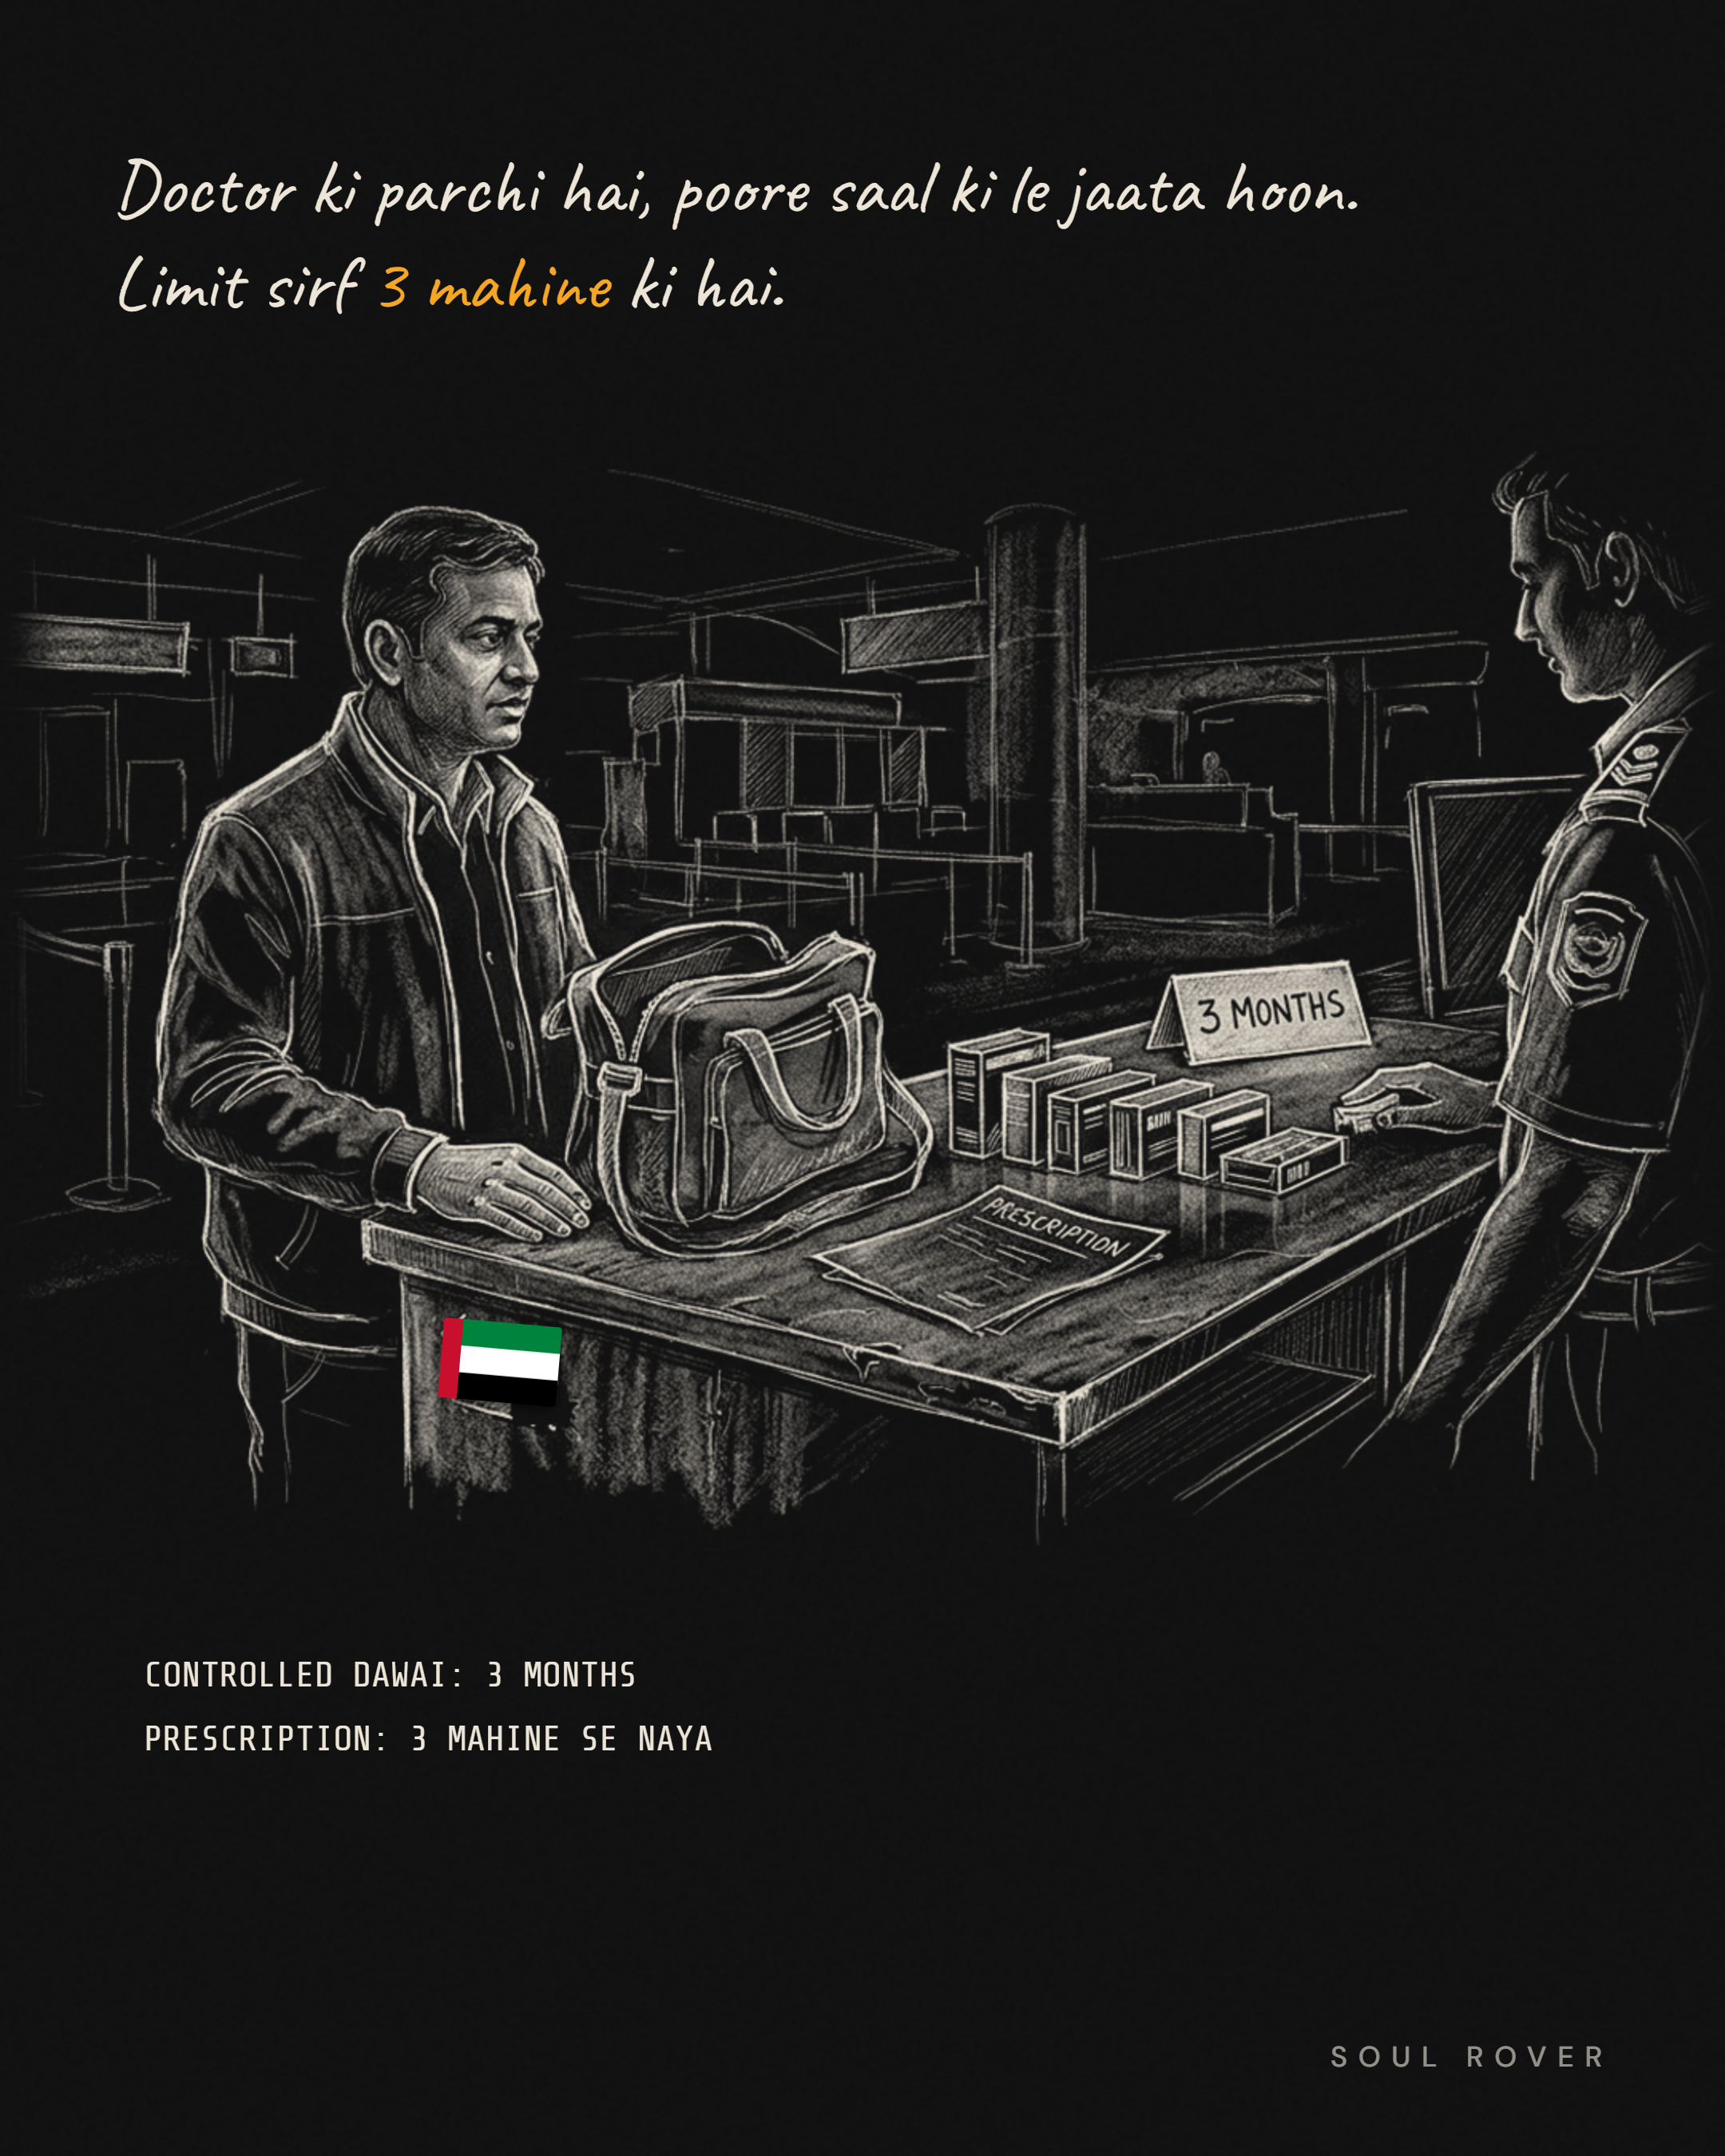 Doctor ki parchi hai, poore saal ki le jaata hoon.
Limit sirf 3 mahine ki hai.
3 MONTHS
PRESCRIPTION
CONTROLLED DAWAI: 3 MONTHS
PRESCRIPTION: 3 MAHINE SE NAYA
SOUL ROVER